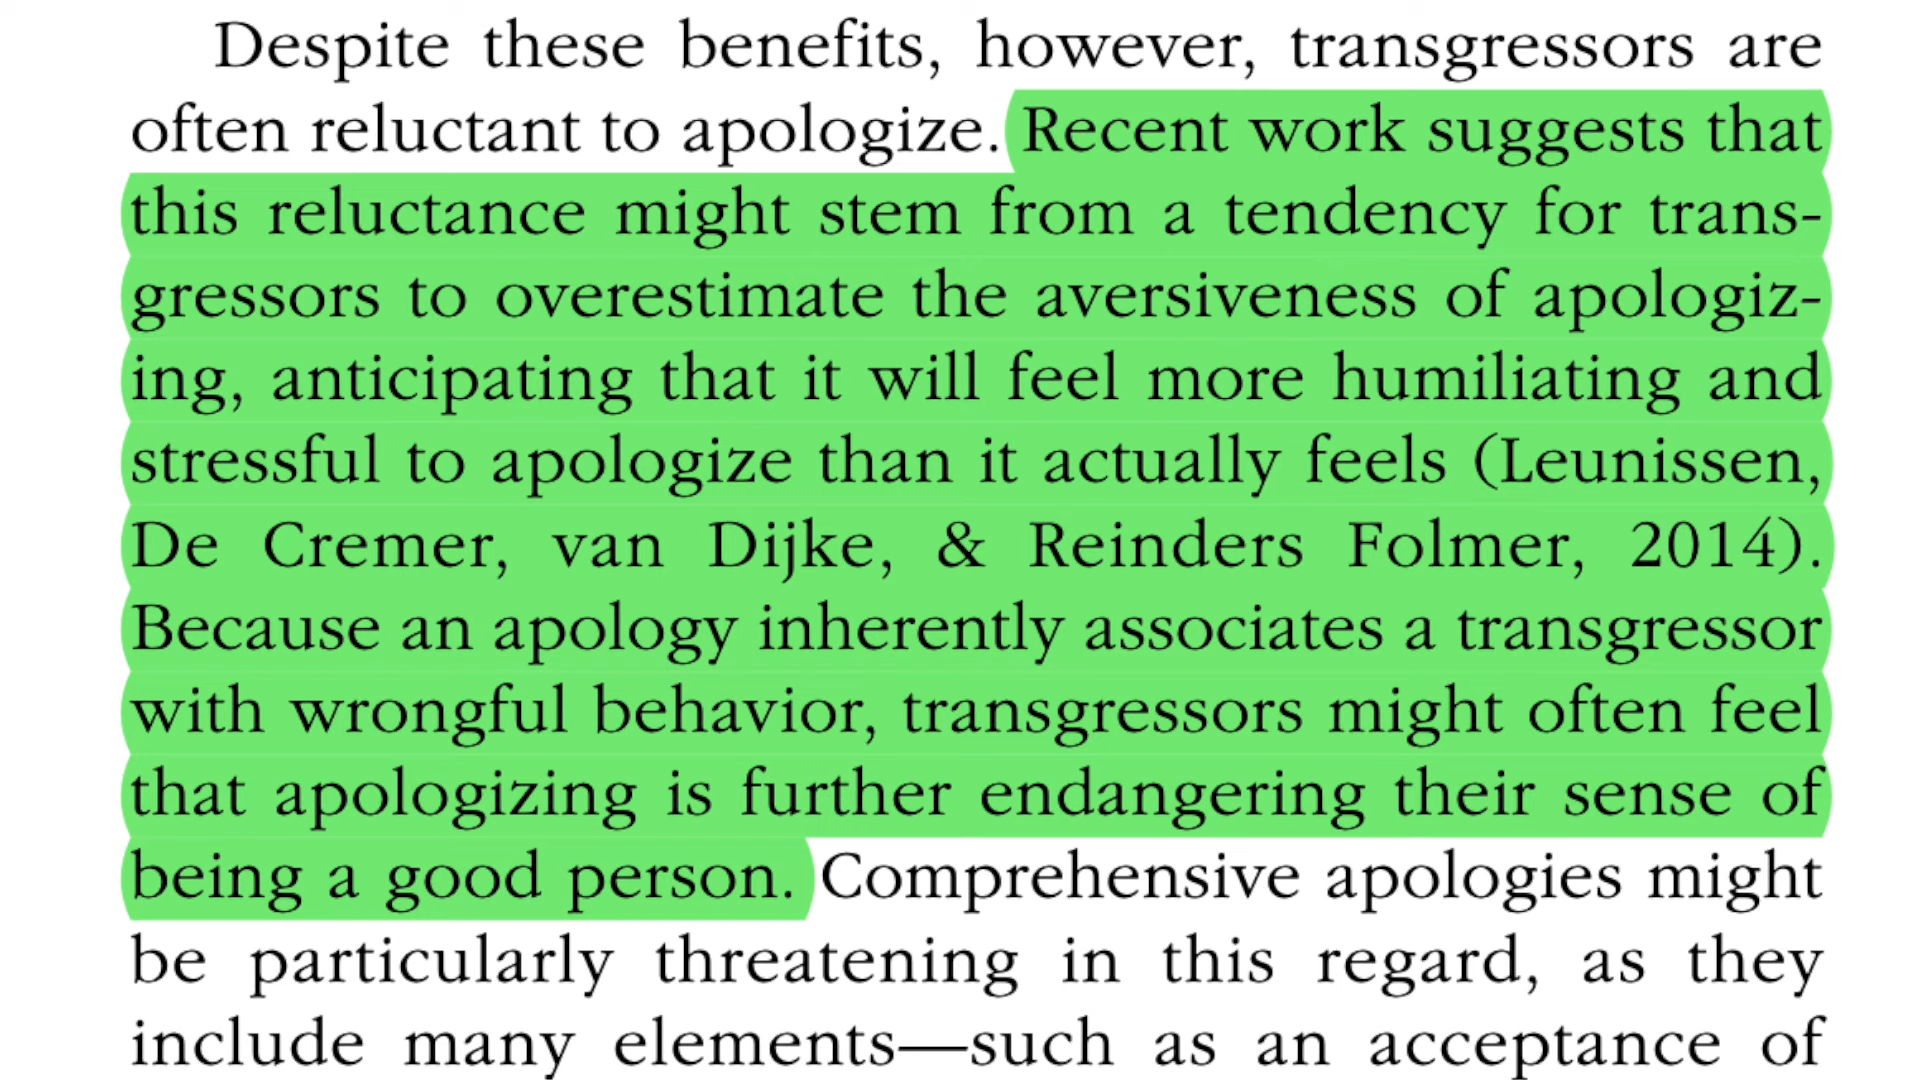 Despite these benefits, however, transgressors are
often reluctant to apologize. Recent work suggests that
this reluctance might stem from a tendency for trans-
gressors to overestimate the aversiveness of apologiz-
ing, anticipating that it will feel more humiliating and
stressful to apologize than it actually feels (Leunissen,
De Cremer, van Dijke, & Reinders Folmer, 2014).
Because an apology inherently associates a transgressor
with wrongful behavior, transgressors might often feel
that apologizing is further endangering their sense of
being a good person. Comprehensive apologies might
be particularly threatening in this regard, as they
include many elements—such as an acceptance of